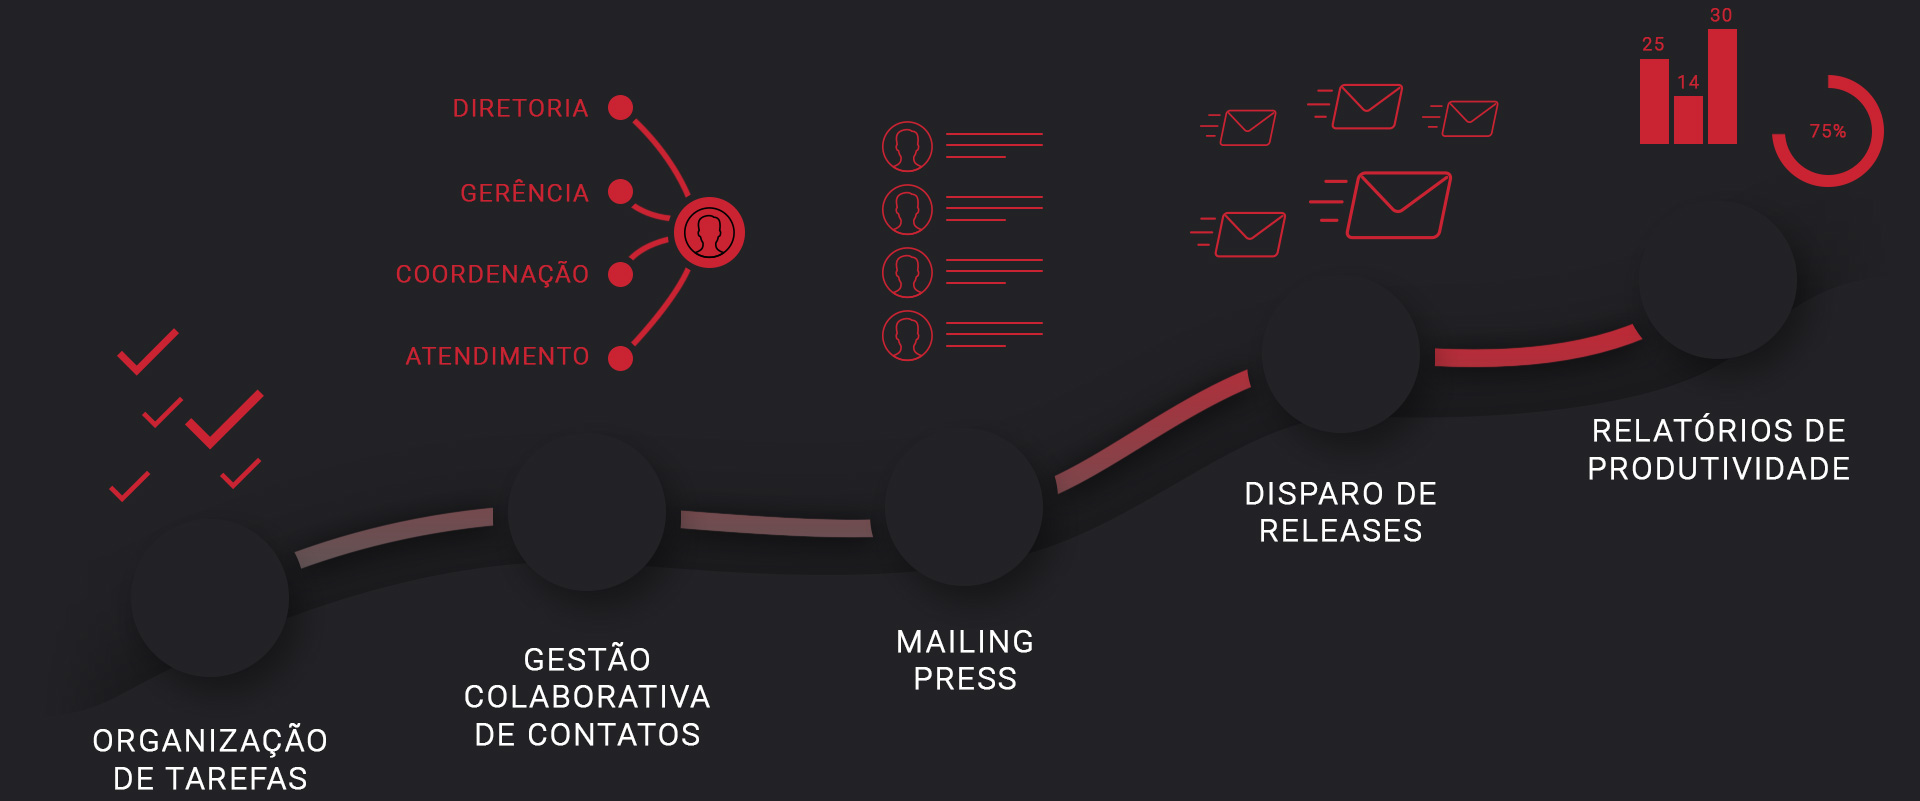 DIRETORIA
GERÊNCIA
COORDENAÇÃO
ATENDIMENTO
25
14
30
75%
ORGANIZAÇÃO
DE TAREFAS
GESTÃO
COLABORATIVA
DE CONTATOS
MAILING
PRESS
DISPARO DE
RELEASES
RELATÓRIOS DE
PRODUTIVIDADE